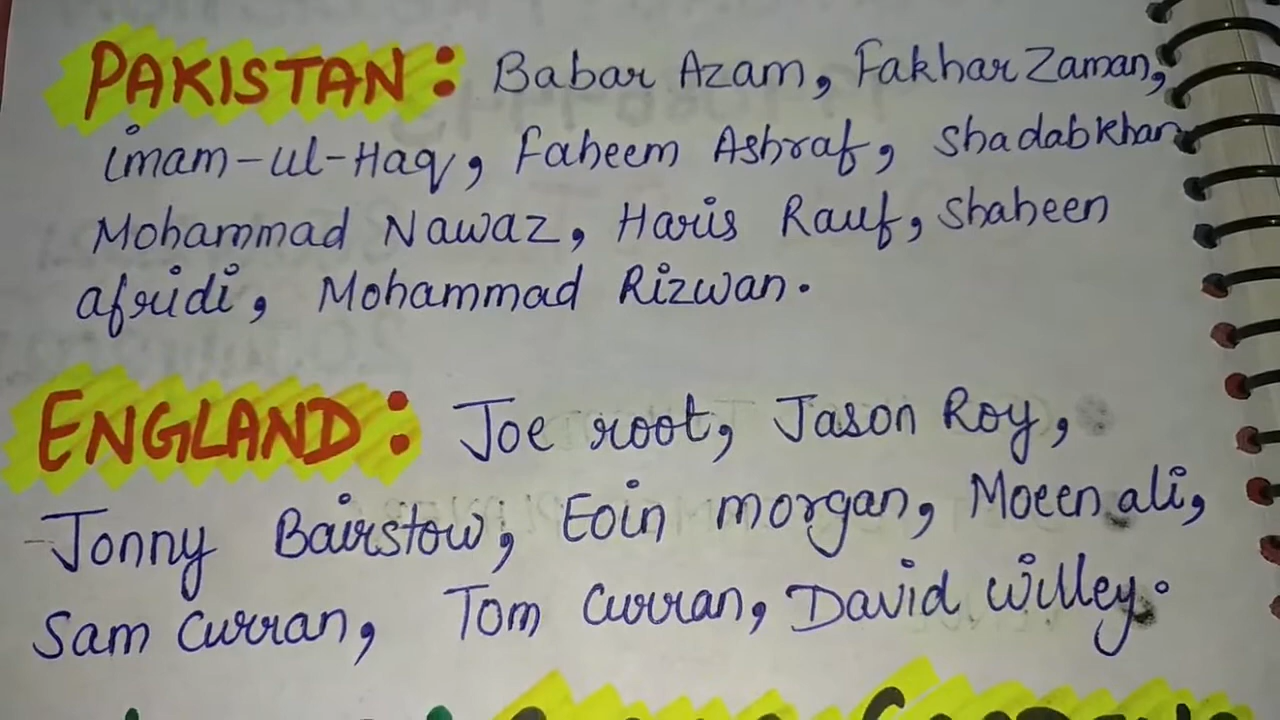 PAKISTAN: Babar Azam, Fakhar Zaman,
imam-ul-Haq, Faheem Ashraf, Shadab khan
Mohammad Nawaz, Haris Rauf, Shaheen
afridi, Mohammad Rizwan.
ENGLAND: Joe root, Jason Roy,
Jonny Bairstow, Eoin morgan, Moeen ali,
Sam Curran, Tom Curran, David Willey.